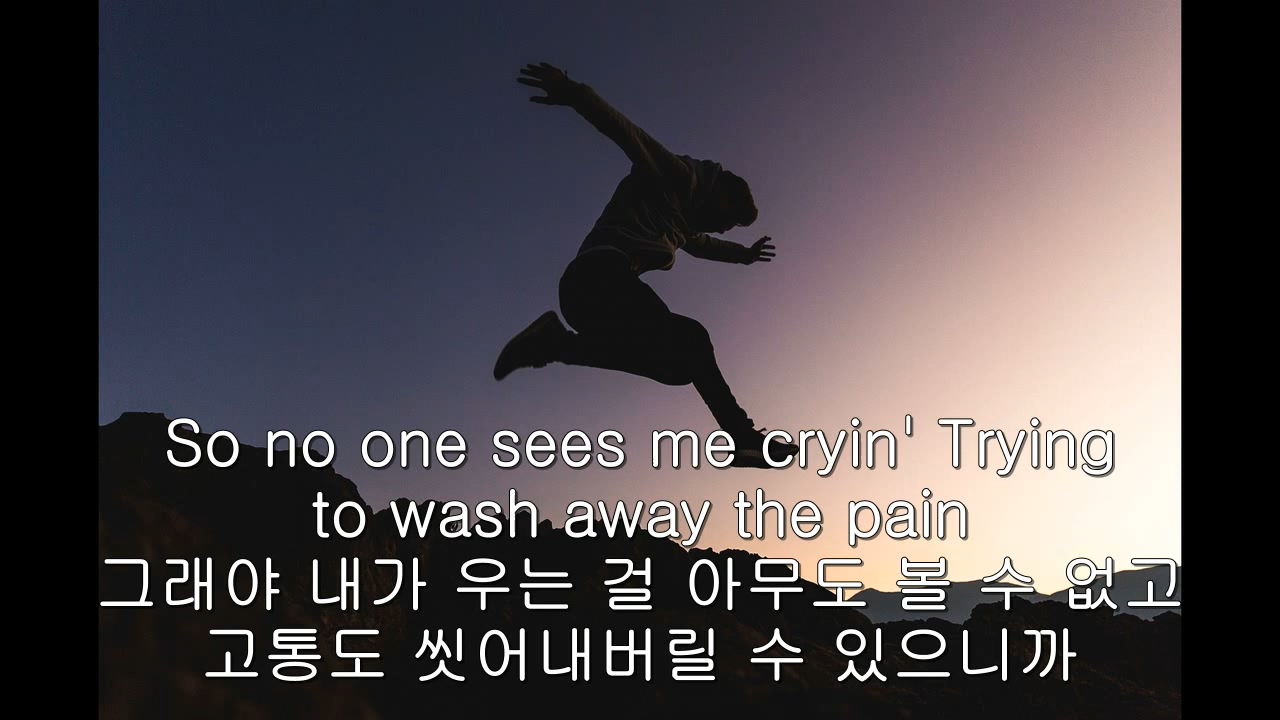 So no one sees me cryin' Trying
to wash away the pain
그래야 내가 우는 걸 아무도 볼 수 없고
고통도 씻어내버릴 수 있으니까